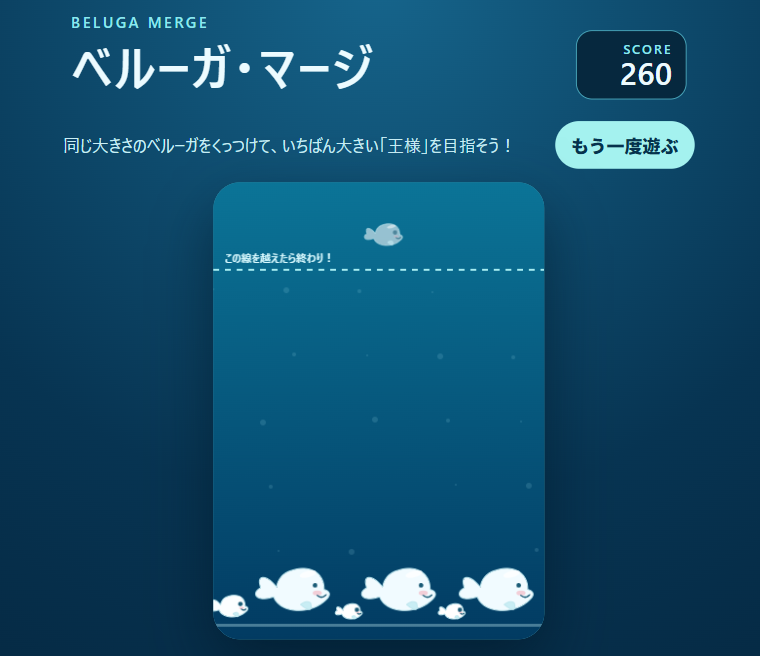 BELUGA MERGE
ベルーガ・マージ
SCORE
260
同じ大きさのベルーガをくっつけて、いちばん大きい「王様」を目指そう！
もう一度遊ぶ
この線を越えたら終わり！